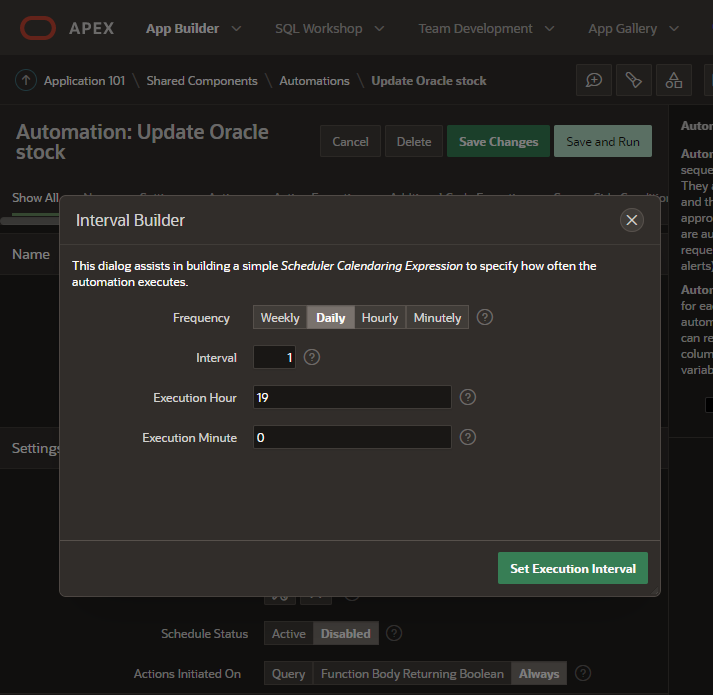 APEX App Builder SQL Workshop Team Development App Gallery
Application 101 \ Shared Components \ Automations \ Update Oracle stock
Automation: Update Oracle
stock
Cancel Delete Save Changes Save and Run
Show All
Interval Builder
This dialog assists in building a simple Scheduler Calendaring Expression to specify how often the
automation executes.
Frequency Weekly Daily Hourly Minutely ?
Interval 1 ?
Execution Hour 19 ?
Execution Minute 0 ?
Set Execution Interval
Name
Settings
Schedule Status Active Disabled ?
Actions Initiated On Query Function Body Returning Boolean Always ?
Autom
Autom
seque
They a
and th
appro
are au
reque
alerts)
Autom
for ea
autom
can re
colum
variab